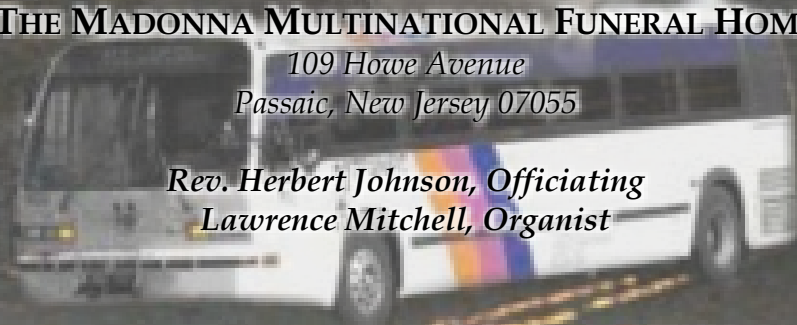 THE MADONNA MULTINATIONAL FUNERAL HOM
109 Howe Avenue
Passaic, New Jersey 07055
Rev. Herbert Johnson, Officiating
Lawrence Mitchell, Organist